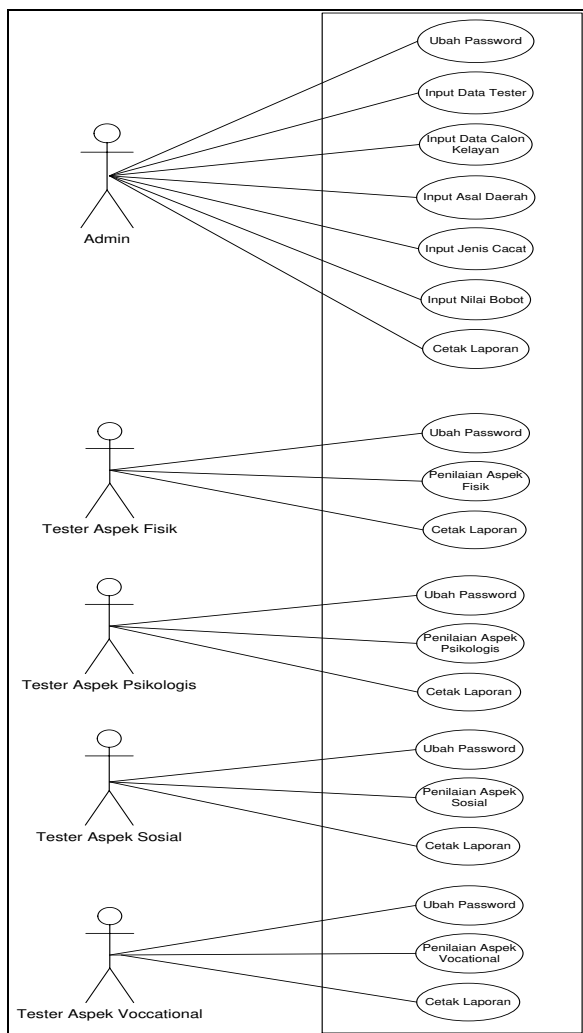 Ubah Password
Input Data Tester
Input Data Calon
Kelayan
Input Asal Daerah
Input Jenis Cacat
Input Nilai Bobot
Cetak Laporan
Admin
Ubah Password
Penilaian Aspek
Fisik
Cetak Laporan
Tester Aspek Fisik
Ubah Password
Penilaian Aspek
Psikologis
Cetak Laporan
Tester Aspek Psikologis
Ubah Password
Penilaian Aspek
Sosial
Cetak Laporan
Tester Aspek Sosial
Ubah Password
Penilaian Aspek
Vocational
Cetak Laporan
Tester Aspek Voccational